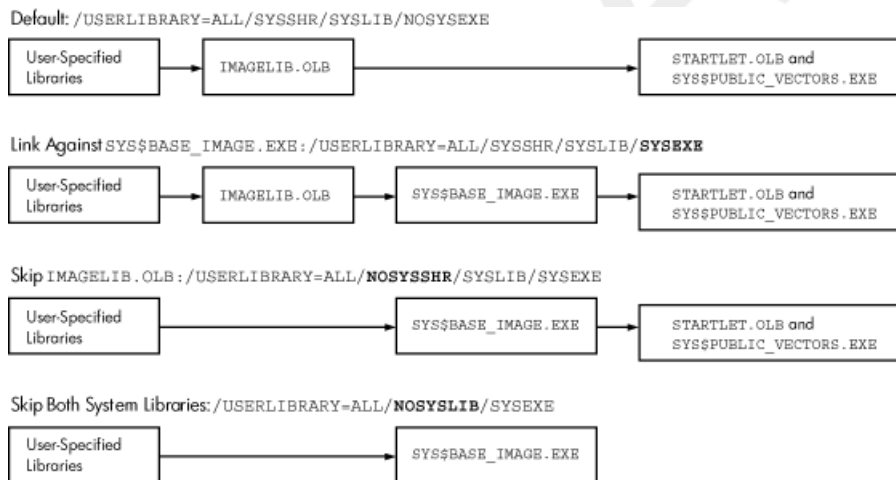 Default: /USERLIBRARY=ALL/SYSSHR/SYSLIB/NOSYSEXE
User-Specified
Libraries
IMAGELIB.OLB
STARTLET.OLB and
SYS$PUBLIC_VECTORS.EXE
Link Against SYS$BASE_IMAGE.EXE:/USERLIBRARY=ALL/SYSSHR/SYSLIB/SYSEXE
User-Specified
Libraries
IMAGELIB.OLB
SYS$BASE_IMAGE.EXE
STARTLET.OLB and
SYS$PUBLIC_VECTORS.EXE
Skip IMAGELIB.OLB:/USERLIBRARY=ALL/NOSYSSHR/SYSLIB/SYSEXE
User-Specified
Libraries
SYS$BASE_IMAGE.EXE
STARTLET.OLB and
SYS$PUBLIC_VECTORS.EXE
Skip Both System Libraries:/USERLIBRARY=ALL/NOSYSLIB/SYSEXE
User-Specified
Libraries
SYS$BASE_IMAGE.EXE